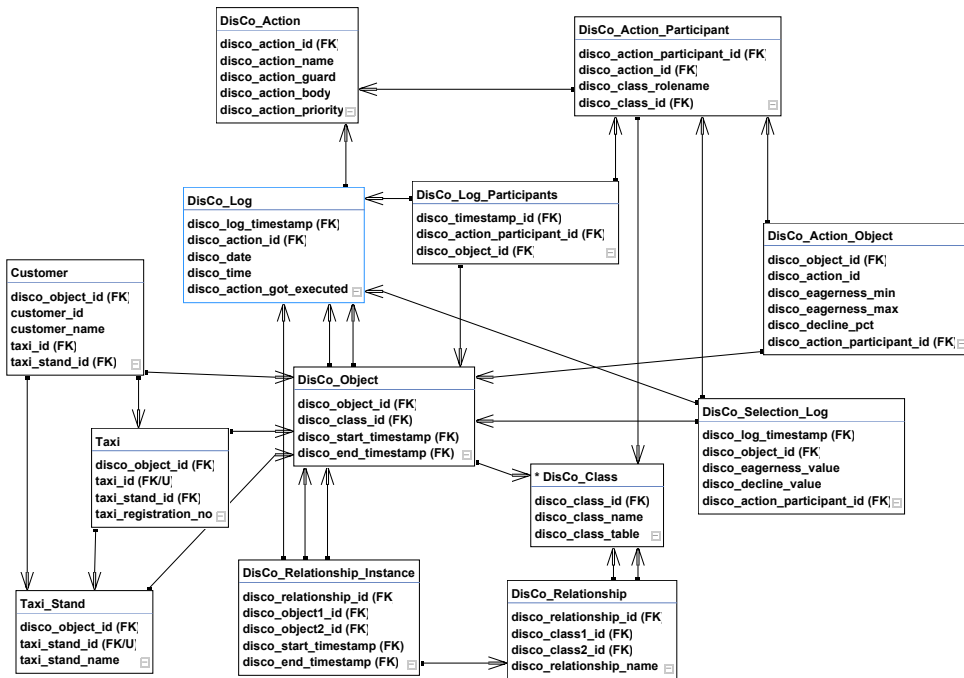 DisCo_Action
disco_action_id (FK)
disco_action_name
disco_action_guard
disco_action_body
disco_action_priority
DisCo_Action_Participant
disco_action_participant_id (FK)
disco_action_id (FK)
disco_class_rolename
disco_class_id (FK)
DisCo_Log
disco_log_timestamp (FK)
disco_action_id (FK)
disco_date
disco_time
disco_action_got_executed
DisCo_Log_Participants
disco_timestamp_id (FK)
disco_action_participant_id (FK)
disco_object_id (FK)
DisCo_Action_Object
disco_object_id (FK)
disco_action_id
disco_eagerness_min
disco_eagerness_max
disco_decline_pct
disco_action_participant_id (FK)
Customer
disco_object_id (FK)
customer_id
customer_name
taxi_id (FK)
taxi_stand_id (FK)
DisCo_Object
disco_object_id (FK)
disco_class_id (FK)
disco_start_timestamp (FK)
disco_end_timestamp (FK)
DisCo_Selection_Log
disco_log_timestamp (FK)
disco_object_id (FK)
disco_eagerness_value
disco_decline_value
disco_action_participant_id (FK)
Taxi
disco_object_id (FK)
taxi_id (FK/U)
taxi_stand_id (FK)
taxi_registration_no
* DisCo_Class
disco_class_id (FK)
disco_class_name
disco_class_table
Taxi_Stand
disco_object_id (FK)
taxi_stand_id (FK/U)
taxi_stand_name
DisCo_Relationship_Instance
disco_relationship_id (FK
disco_object1_id (FK)
disco_object2_id (FK)
disco_start_timestamp (FK)
disco_end_timestamp (FK)
DisCo_Relationship
disco_relationship_id (FK)
disco_class1_id (FK)
disco_class2_id (FK)
disco_relationship_name